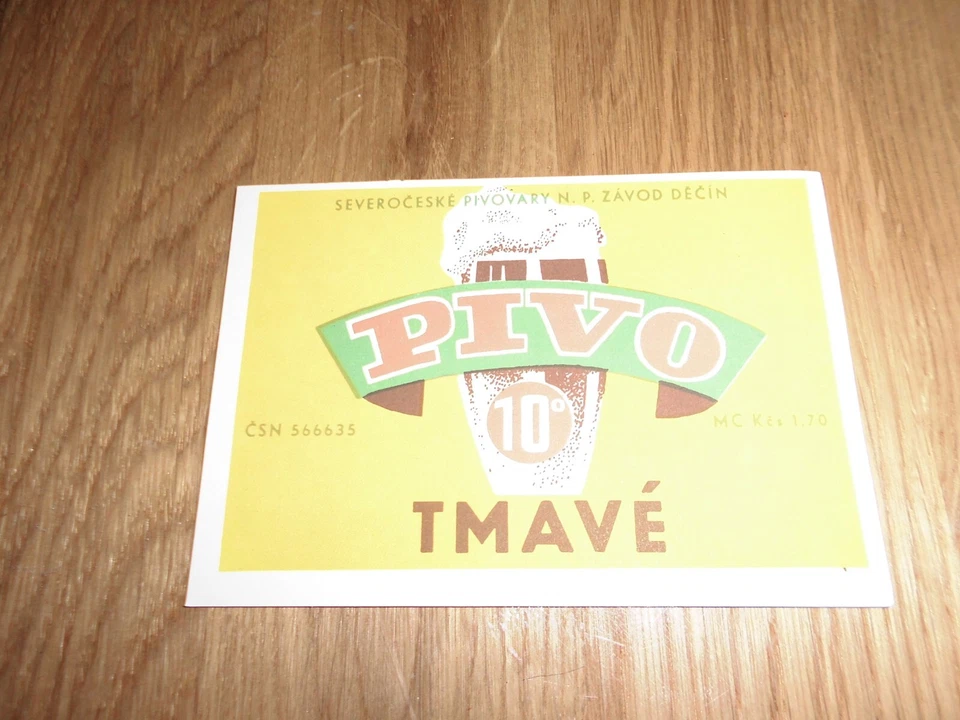 SEVEROČESKÉ PIVOVARY N. P. ZÁVOD DĚČÍN
PIVO
10°
ČSN 566635
MC Kčs 1,70
TMAVÉ